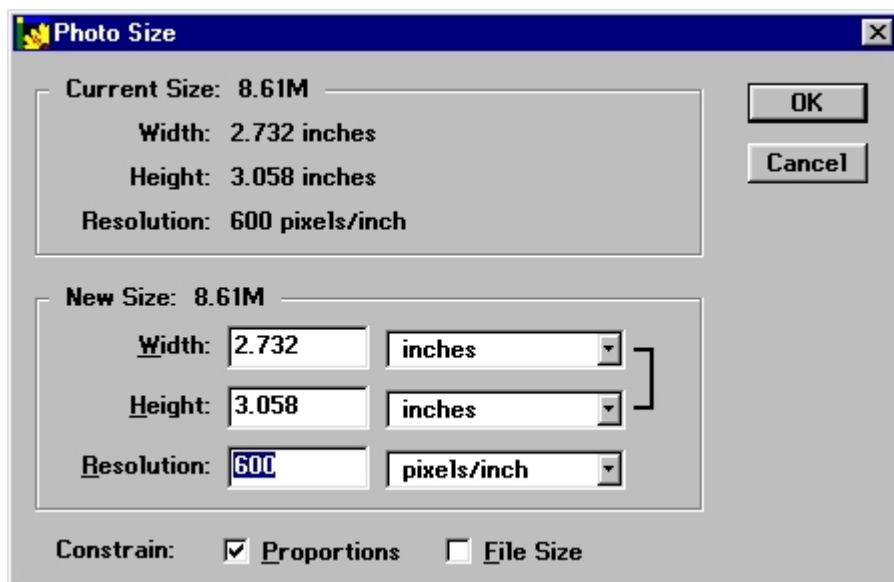 Photo Size
Current Size: 8.61M
Width: 2.732 inches
Height: 3.058 inches
Resolution: 600 pixels/inch
OK
Cancel
New Size: 8.61M
Width: 2.732 inches
Height: 3.058 inches
Resolution: 600 pixels/inch
Constrain: Proportions File Size